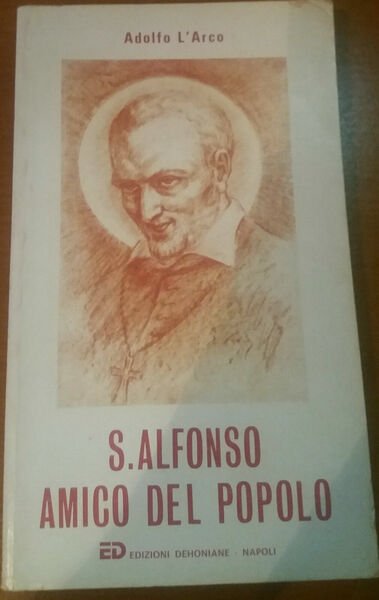 Adolfo L'Arco
S. ALFONSO
AMICO DEL POPOLO
ED EDIZIONI DEHONIANE - NAPOLI